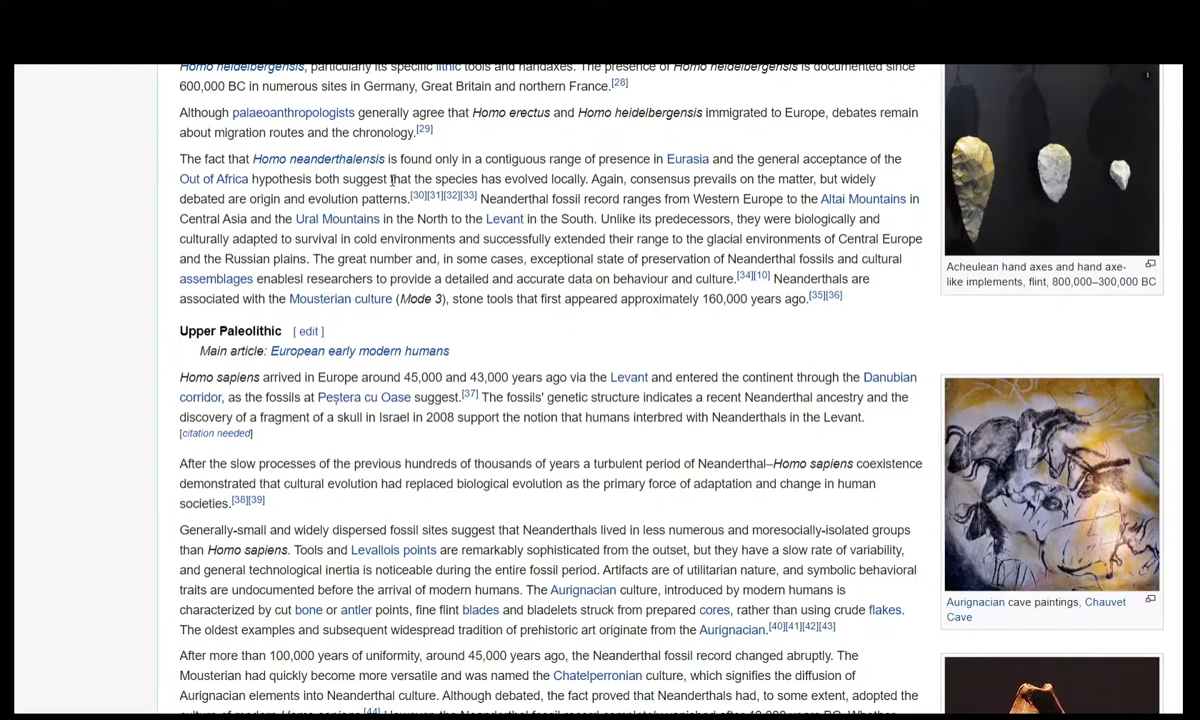 Homo heidelbergensis, particularly its specific lithic tools and handaxes. The presence of Homo heidelbergensis is documented since
600,000 BC in numerous sites in Germany, Great Britain and northern France.[28]
Although palaeoanthropologists generally agree that Homo erectus and Homo heidelbergensis immigrated to Europe, debates remain
about migration routes and the chronology.[29]
The fact that Homo neanderthalensis is found only in a contiguous range of presence in Eurasia and the general acceptance of the
Out of Africa hypothesis both suggest that the species has evolved locally. Again, consensus prevails on the matter, but widely
debated are origin and evolution patterns.[30][31][32][33] Neanderthal fossil record ranges from Western Europe to the Altai Mountains in
Central Asia and the Ural Mountains in the North to the Levant in the South. Unlike its predecessors, they were biologically and
culturally adapted to survival in cold environments and successfully extended their range to the glacial environments of Central Europe
and the Russian plains. The great number and, in some cases, exceptional state of preservation of Neanderthal fossils and cultural
assemblages enablesl researchers to provide a detailed and accurate data on behaviour and culture.[34][10] Neanderthals are
associated with the Mousterian culture (Mode 3), stone tools that first appeared approximately 160,000 years ago.[35][36]
Upper Paleolithic [ edit ]
Main article: European early modern humans
Homo sapiens arrived in Europe around 45,000 and 43,000 years ago via the Levant and entered the continent through the Danubian
corridor, as the fossils at Peştera cu Oase suggest.[37] The fossils' genetic structure indicates a recent Neanderthal ancestry and the
discovery of a fragment of a skull in Israel in 2008 support the notion that humans interbred with Neanderthals in the Levant.
[citation needed]
After the slow processes of the previous hundreds of thousands of years a turbulent period of Neanderthal–Homo sapiens coexistence
demonstrated that cultural evolution had replaced biological evolution as the primary force of adaptation and change in human
societies.[38][39]
Generally-small and widely dispersed fossil sites suggest that Neanderthals lived in less numerous and moresocially-isolated groups
than Homo sapiens. Tools and Levallois points are remarkably sophisticated from the outset, but they have a slow rate of variability,
and general technological inertia is noticeable during the entire fossil period. Artifacts are of utilitarian nature, and symbolic behavioral
traits are undocumented before the arrival of modern humans. The Aurignacian culture, introduced by modern humans is
characterized by cut bone or antler points, fine flint blades and bladelets struck from prepared cores, rather than using crude flakes.
The oldest examples and subsequent widespread tradition of prehistoric art originate from the Aurignacian.[40][41][42][43]
After more than 100,000 years of uniformity, around 45,000 years ago, the Neanderthal fossil record changed abruptly. The
Mousterian had quickly become more versatile and was named the Chatelperronian culture, which signifies the diffusion of
Aurignacian elements into Neanderthal culture. Although debated, the fact proved that Neanderthals had, to some extent, adopted the
culture of modern Homo sapiens.[44] However, the Neanderthal fossil record completely vanished after 40,000 years BC. Whether
Acheulean hand axes and hand axe-
like implements, flint, 800,000–300,000 BC
Aurignacian cave paintings, Chauvet
Cave